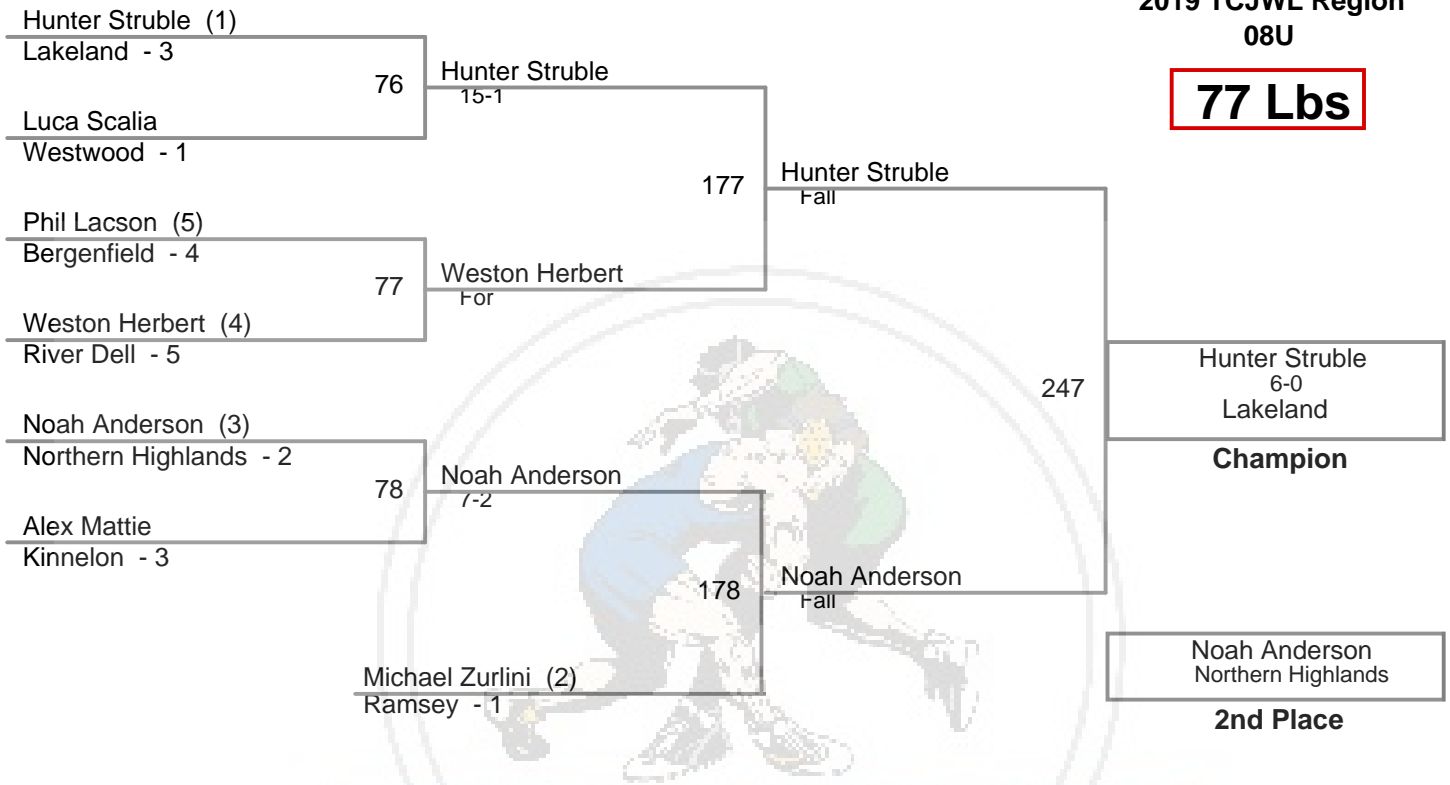 2019 TCJWL Region
08U
77 Lbs
Hunter Struble (1)
Lakeland - 3
76
Hunter Struble
15-1
Luca Scalia
Westwood - 1
177
Hunter Struble
Fall
Phil Lacson (5)
Bergenfield - 4
77
Weston Herbert
For
Weston Herbert (4)
River Dell - 5
247
Hunter Struble
6-0
Lakeland
Champion
Noah Anderson (3)
Northern Highlands - 2
78
Noah Anderson
7-2
Alex Mattie
Kinnelon - 3
178
Noah Anderson
Fall
Michael Zurlini (2)
Ramsey - 1
Noah Anderson
Northern Highlands
2nd Place